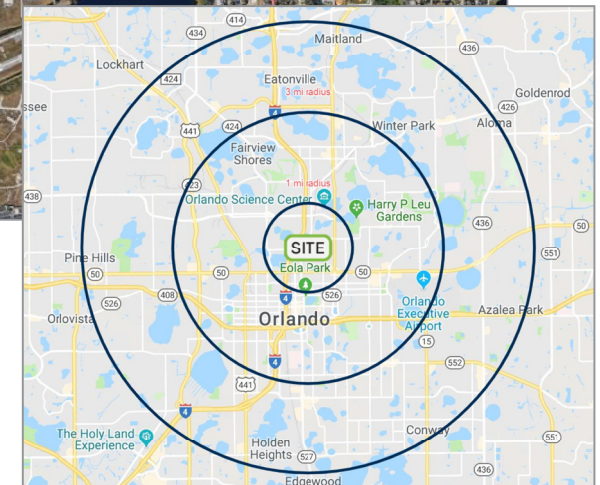 414
434
Maitland
436
Lockhart
424
Eatonville
3 mi radius
Goldenrod
4
426
ssee
441
424
Winter Park
Aloma
Fairview
Shores
423
1 mi radius
Orlando Science Center
438
Harry P Leu
Gardens
436
50
SITE
551
Pine Hills
Eola Park
50
50
50
408
4
526
526
Orlando
Executive
Airport
Azalea Park
Orlovista
Orlando
15
4
552
441
4
Conway
The Holy Land
Experience
551
Holden
Heights
527
436
Edgewood